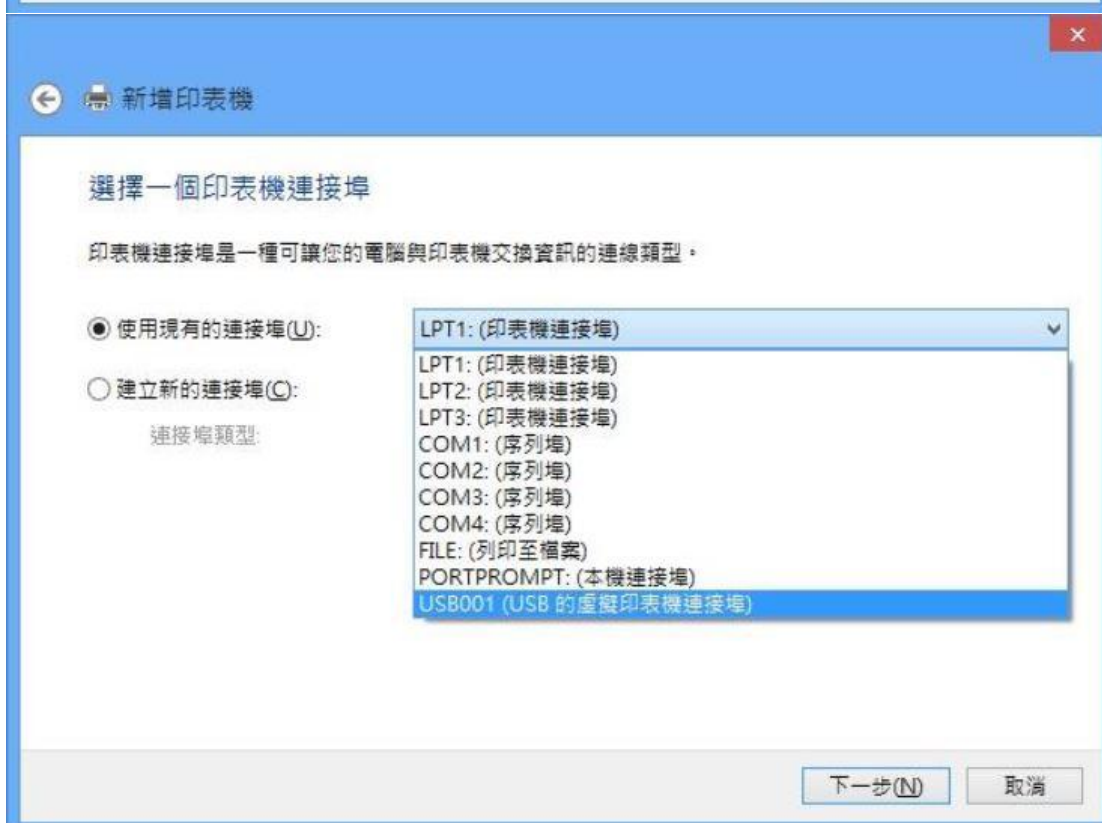 新增印表機
選擇一個印表機連接埠
印表機連接埠是一種可讓您的電腦與印表機交換資訊的連線類型。
使用現有的連接埠(U):
LPT1: (印表機連接埠)
LPT1: (印表機連接埠)
LPT2: (印表機連接埠)
LPT3: (印表機連接埠)
建立新的連接埠(C):
連接埠類型:
COM1: (序列埠)
COM2: (序列埠)
COM3: (序列埠)
COM4: (序列埠)
FILE: (列印至檔案)
PORTPROMPT: (本機連接埠)
USB001 (USB 的虛擬印表機連接埠)
下一步(N)
取消